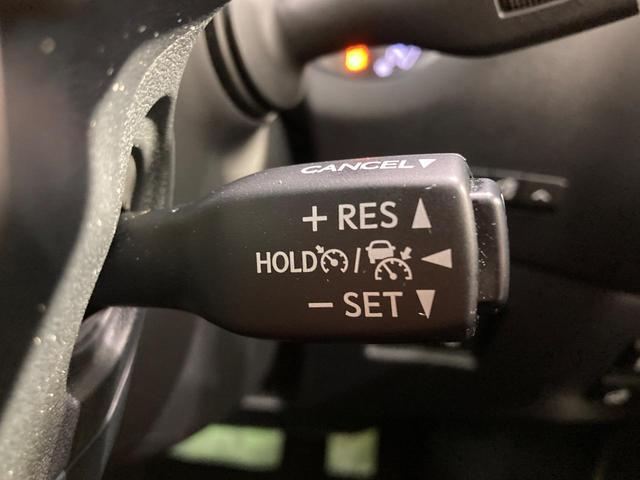 CANCEL
+ RES
HOLD /
− SET